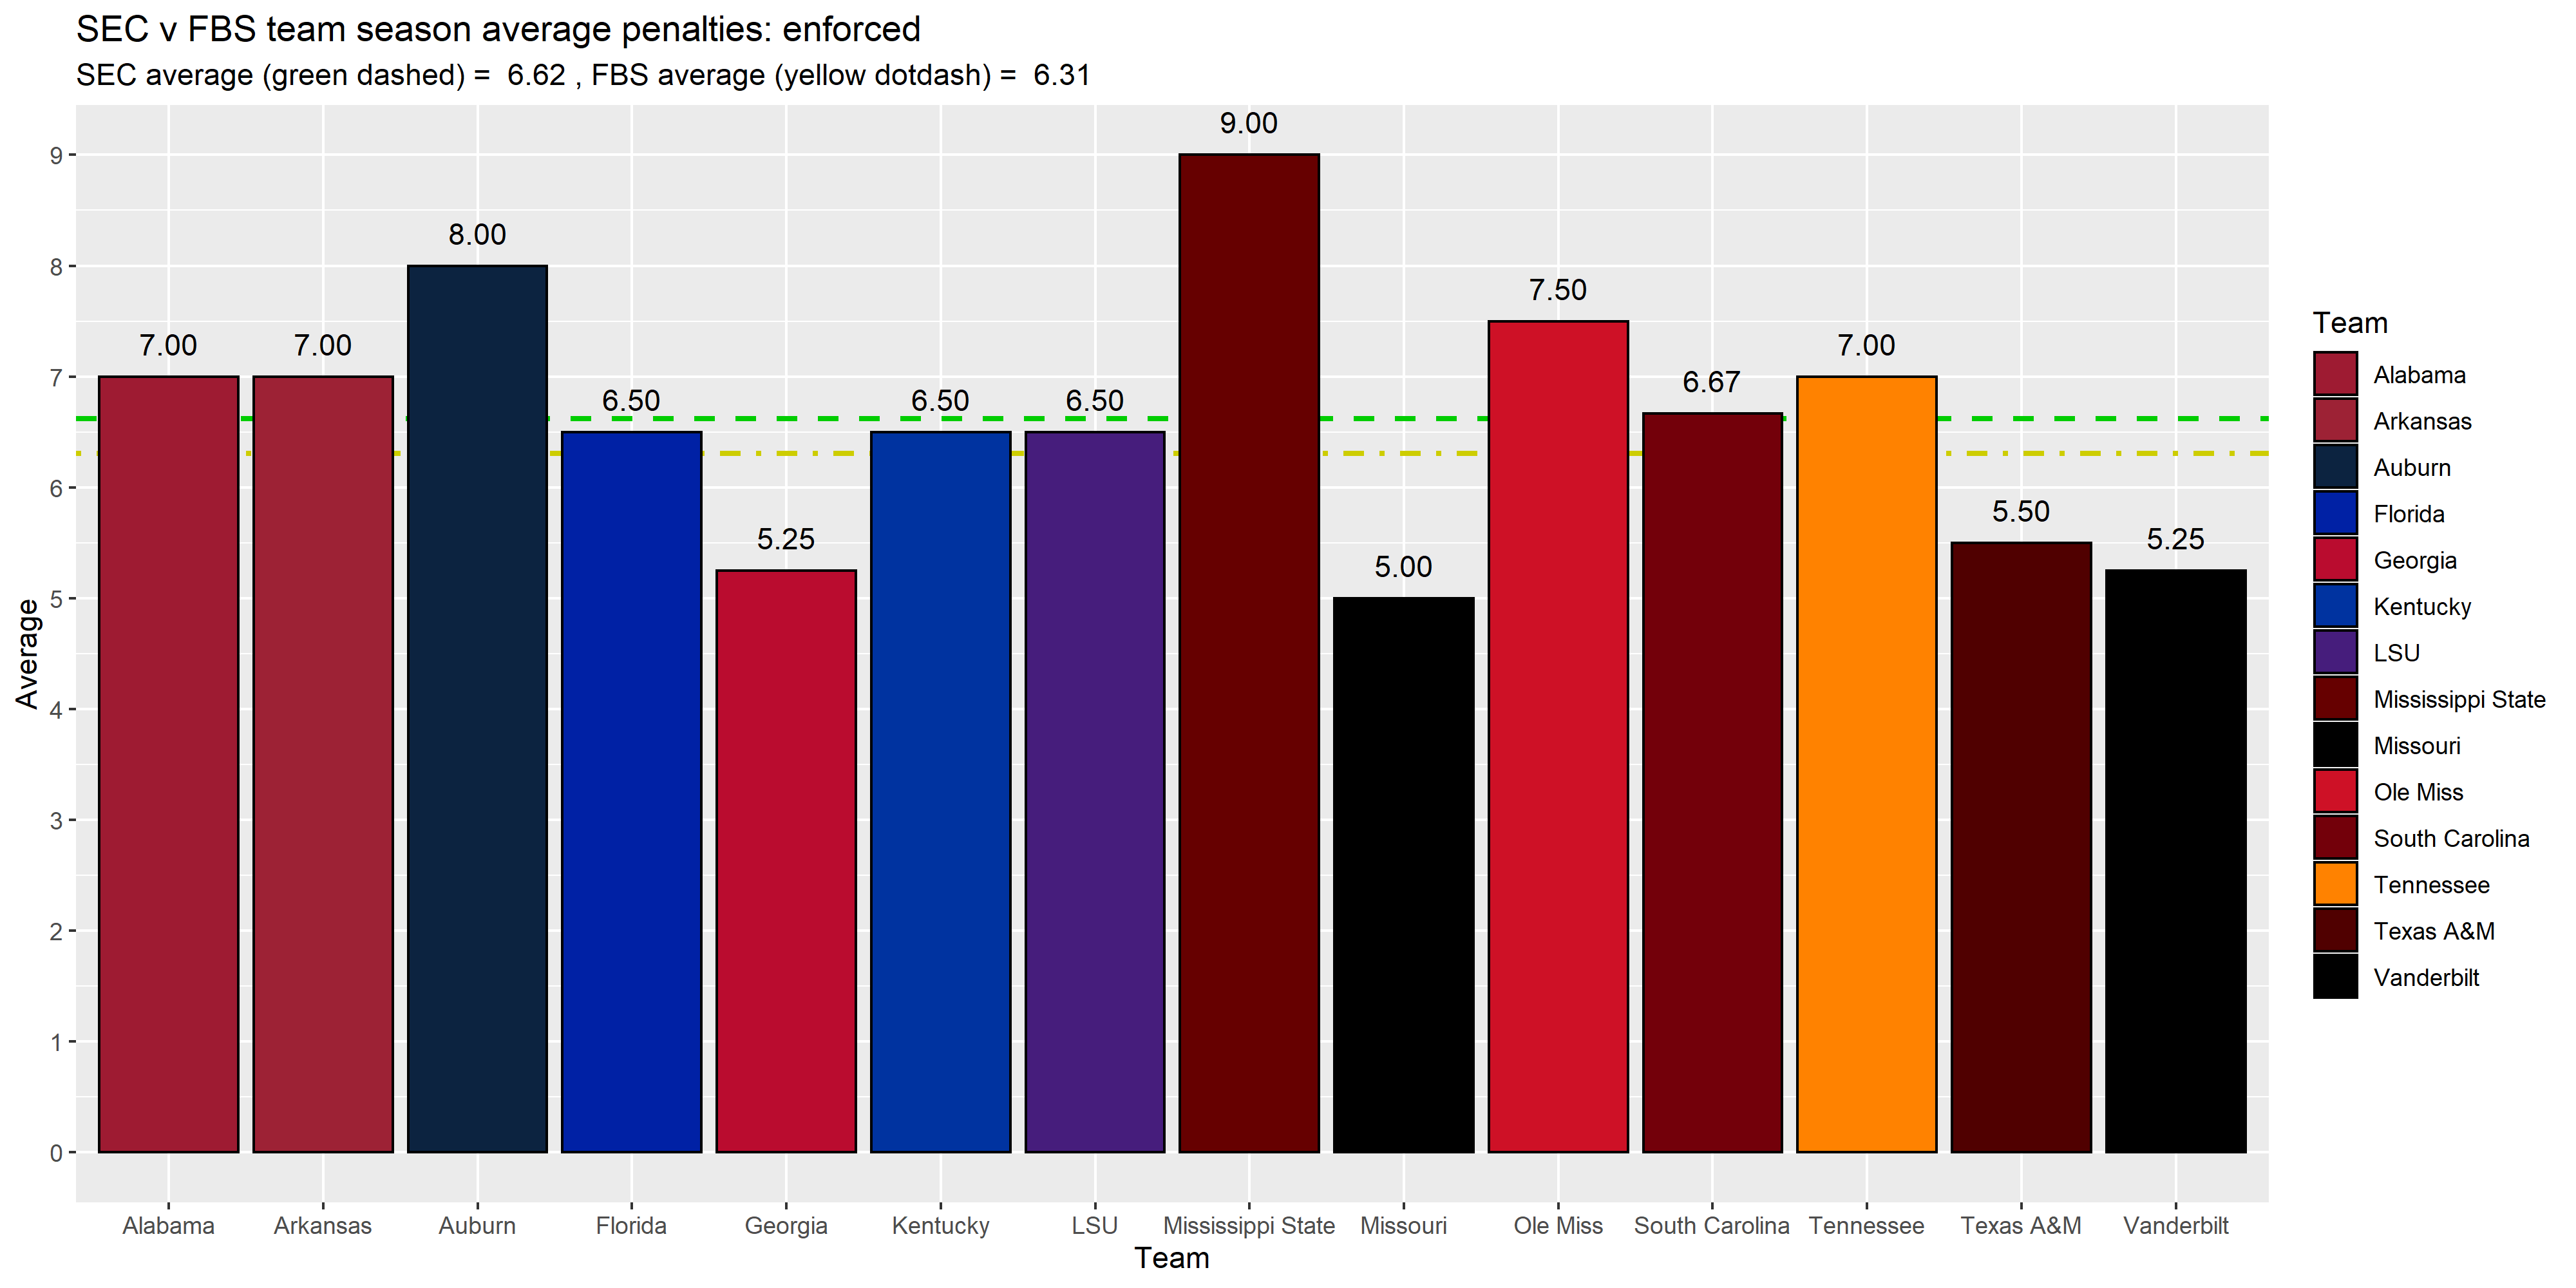 SEC v FBS team season average penalties: enforced
SEC average (green dashed) =  6.62 , FBS average (yellow dotdash) =  6.31
9.00
8.00
7.50
7.00
7.00
7.00
6.67
6.50
6.50
6.50
5.50
5.25
5.25
5.00
9
8
7
6
5
4
3
2
1
0
Average
Alabama
Arkansas
Auburn
Florida
Georgia
Kentucky
LSU
Mississippi State
Missouri
Ole Miss
South Carolina
Tennessee
Texas A&M
Vanderbilt
Team
Team
Alabama
Arkansas
Auburn
Florida
Georgia
Kentucky
LSU
Mississippi State
Missouri
Ole Miss
South Carolina
Tennessee
Texas A&M
Vanderbilt